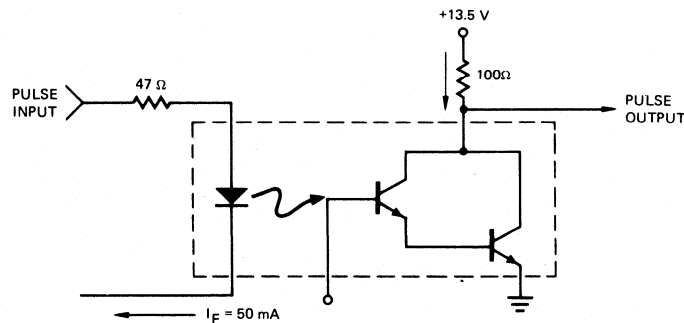 +13.5 V
47 Ω
100Ω
PULSE
INPUT
PULSE
OUTPUT
I_F = 50 mA